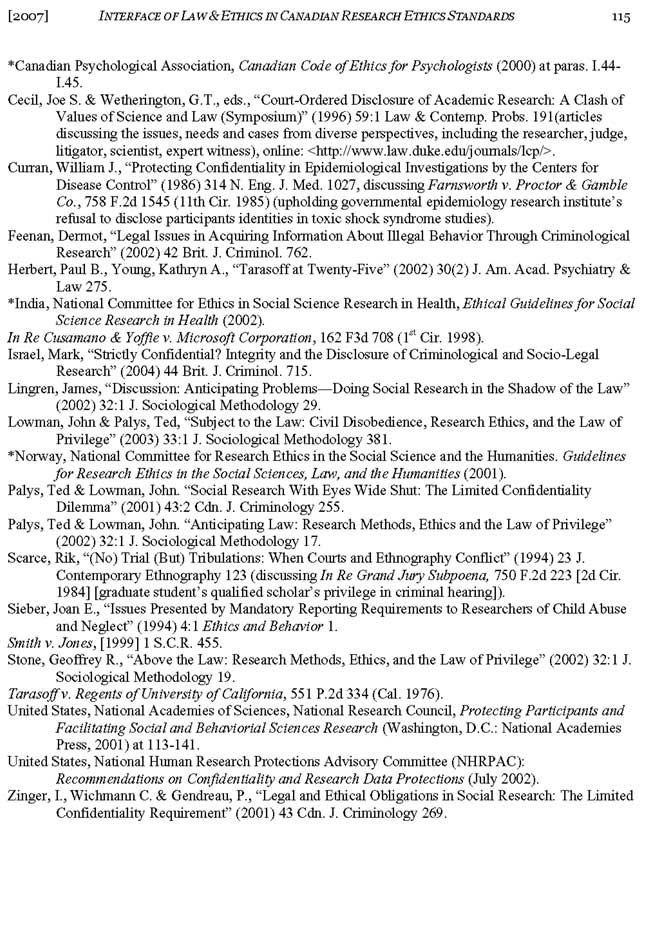 [2007] INTERFACE OF LAW & ETHICS IN CANADIAN RESEARCH ETHICS STANDARDS 115
*Canadian Psychological Association, Canadian Code of Ethics for Psychologists (2000) at paras. I.44-
I.45.
Cecil, Joe S. & Wetherington, G.T., eds., “Court-Ordered Disclosure of Academic Research: A Clash of
Values of Science and Law (Symposium)” (1996) 59:1 Law & Contemp. Probs. 191(articles
discussing the issues, needs and cases from diverse perspectives, including the researcher, judge,
litigator, scientist, expert witness), online: <http://www.law.duke.edu/journals/lcp/>.
Curran, William J., “Protecting Confidentiality in Epidemiological Investigations by the Centers for
Disease Control” (1986) 314 N. Eng. J. Med. 1027, discussing Farnsworth v. Proctor & Gamble
Co., 758 F.2d 1545 (11th Cir. 1985) (upholding governmental epidemiology research institute’s
refusal to disclose participants identities in toxic shock syndrome studies).
Feenan, Dermot, “Legal Issues in Acquiring Information About Illegal Behavior Through Criminological
Research” (2002) 42 Brit. J. Criminol. 762.
Herbert, Paul B., Young, Kathryn A., “Tarasoff at Twenty-Five” (2002) 30(2) J. Am. Acad. Psychiatry &
Law 275.
*India, National Committee for Ethics in Social Science Research in Health, Ethical Guidelines for Social
Science Research in Health (2002).
In Re Cusamano & Yoffie v. Microsoft Corporation, 162 F3d 708 (1st Cir. 1998).
Israel, Mark, “Strictly Confidential? Integrity and the Disclosure of Criminological and Socio-Legal
Research” (2004) 44 Brit. J. Criminol. 715.
Lingren, James, “Discussion: Anticipating Problems—Doing Social Research in the Shadow of the Law”
(2002) 32:1 J. Sociological Methodology 29.
Lowman, John & Palys, Ted, “Subject to the Law: Civil Disobedience, Research Ethics, and the Law of
Privilege” (2003) 33:1 J. Sociological Methodology 381.
*Norway, National Committee for Research Ethics in the Social Science and the Humanities. Guidelines
for Research Ethics in the Social Sciences, Law, and the Humanities (2001).
Palys, Ted & Lowman, John. “Social Research With Eyes Wide Shut: The Limited Confidentiality
Dilemma” (2001) 43:2 Cdn. J. Criminology 255.
Palys, Ted & Lowman, John. “Anticipating Law: Research Methods, Ethics and the Law of Privilege”
(2002) 32:1 J. Sociological Methodology 17.
Scarce, Rik, “(No) Trial (But) Tribulations: When Courts and Ethnography Conflict” (1994) 23 J.
Contemporary Ethnography 123 (discussing In Re Grand Jury Subpoena, 750 F.2d 223 [2d Cir.
1984] [graduate student’s qualified scholar’s privilege in criminal hearing]).
Sieber, Joan E., “Issues Presented by Mandatory Reporting Requirements to Researchers of Child Abuse
and Neglect” (1994) 4:1 Ethics and Behavior 1.
Smith v. Jones, [1999] 1 S.C.R. 455.
Stone, Geoffrey R., “Above the Law: Research Methods, Ethics, and the Law of Privilege” (2002) 32:1 J.
Sociological Methodology 19.
Tarasoff v. Regents of University of California, 551 P.2d 334 (Cal. 1976).
United States, National Academies of Sciences, National Research Council, Protecting Participants and
Facilitating Social and Behaviorial Sciences Research (Washington, D.C.: National Academies
Press, 2001) at 113-141.
United States, National Human Research Protections Advisory Committee (NHRPAC):
Recommendations on Confidentiality and Research Data Protections (July 2002).
Zinger, I., Wichmann C. & Gendreau, P., “Legal and Ethical Obligations in Social Research: The Limited
Confidentiality Requirement” (2001) 43 Cdn. J. Criminology 269.